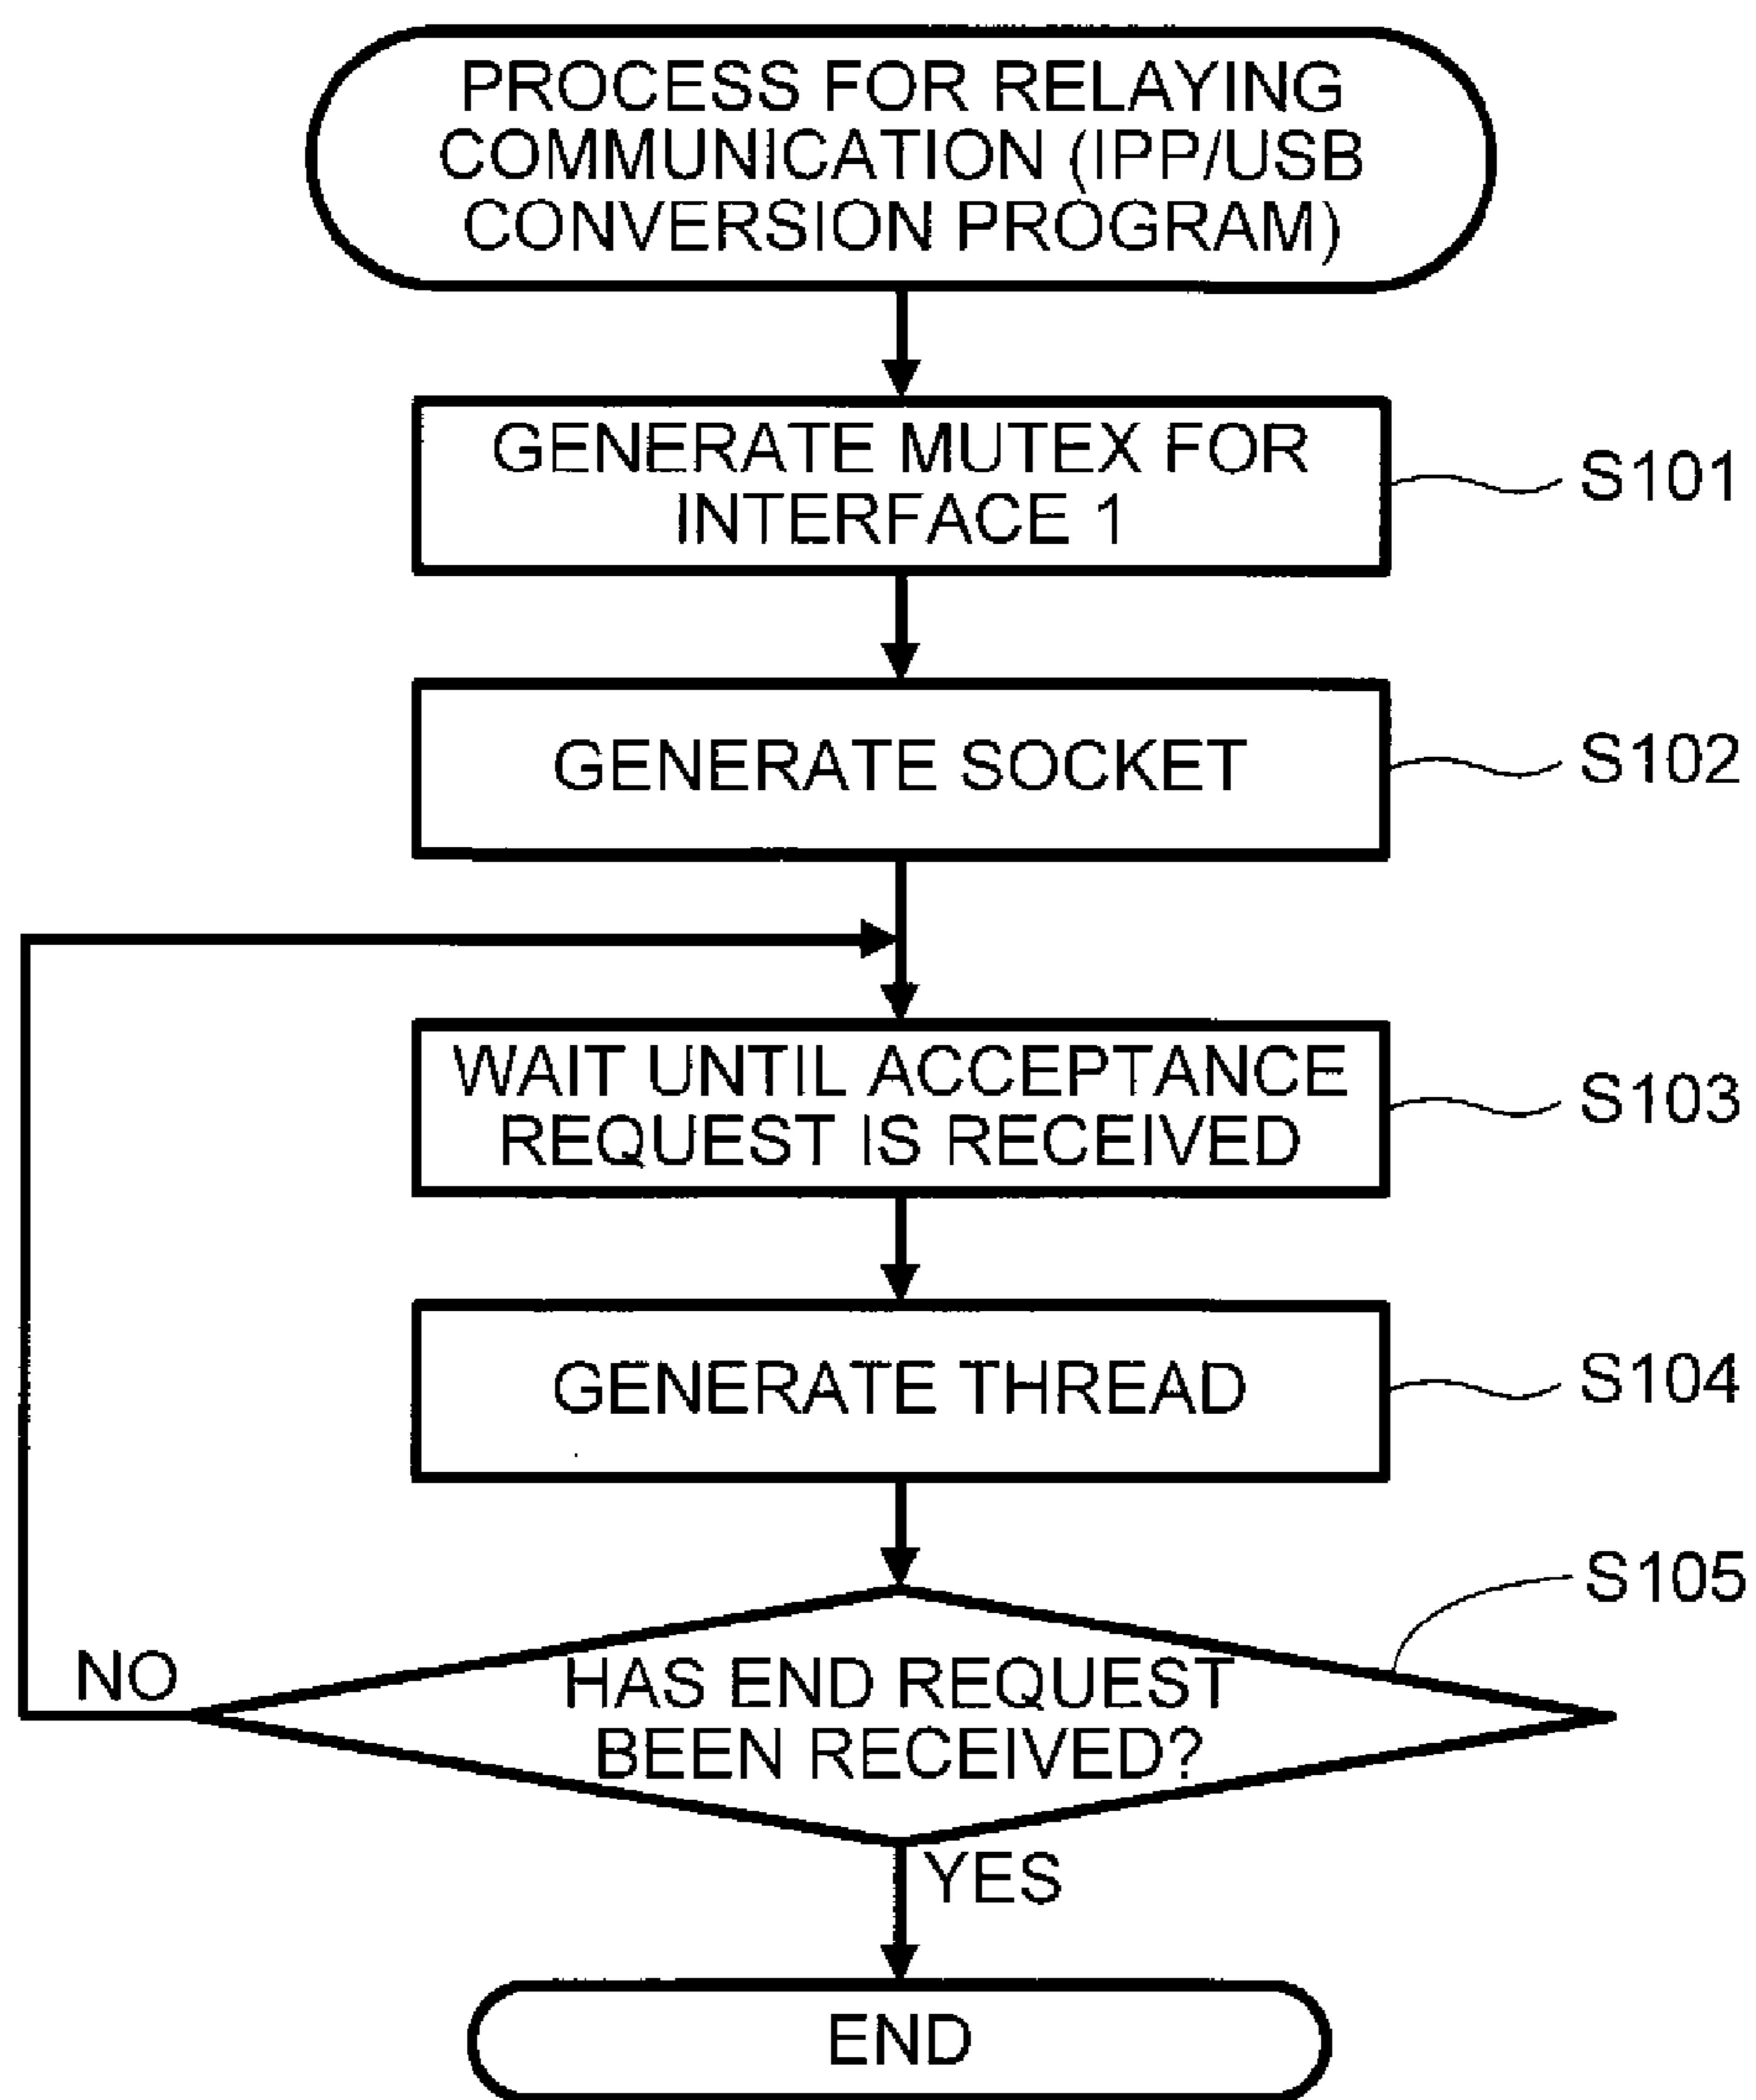 PROCESS FOR RELAYING
COMMUNICATION (IPP/USB
CONVERSION PROGRAM)
GENERATE MUTEX FOR
INTERFACE 1
S101
GENERATE SOCKET
S102
WAIT UNTIL ACCEPTANCE
REQUEST IS RECEIVED
S103
GENERATE THREAD
S104
S105
NO
HAS END REQUEST
BEEN RECEIVED?
YES
END